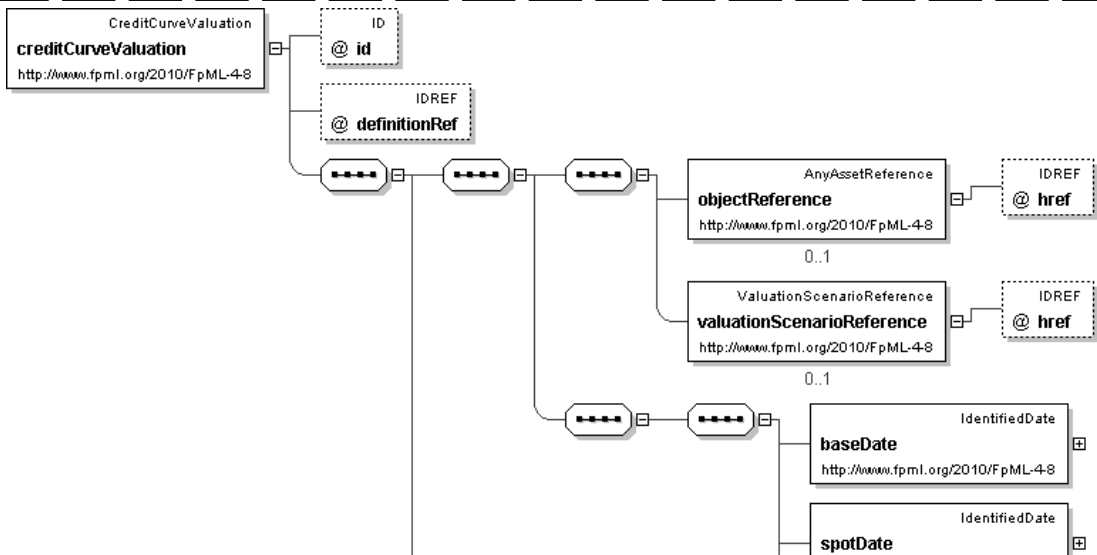 CreditCurveValuation
creditCurveValuation
http://www.fpml.org/2010/FpML-4-8
ID
@ id
IDREF
@ definitionRef
AnyAssetReference
objectReference
http://www.fpml.org/2010/FpML-4-8
0..1
IDREF
@ href
ValuationScenarioReference
valuationScenarioReference
http://www.fpml.org/2010/FpML-4-8
0..1
IDREF
@ href
IdentifiedDate
baseDate
http://www.fpml.org/2010/FpML-4-8
IdentifiedDate
spotDate